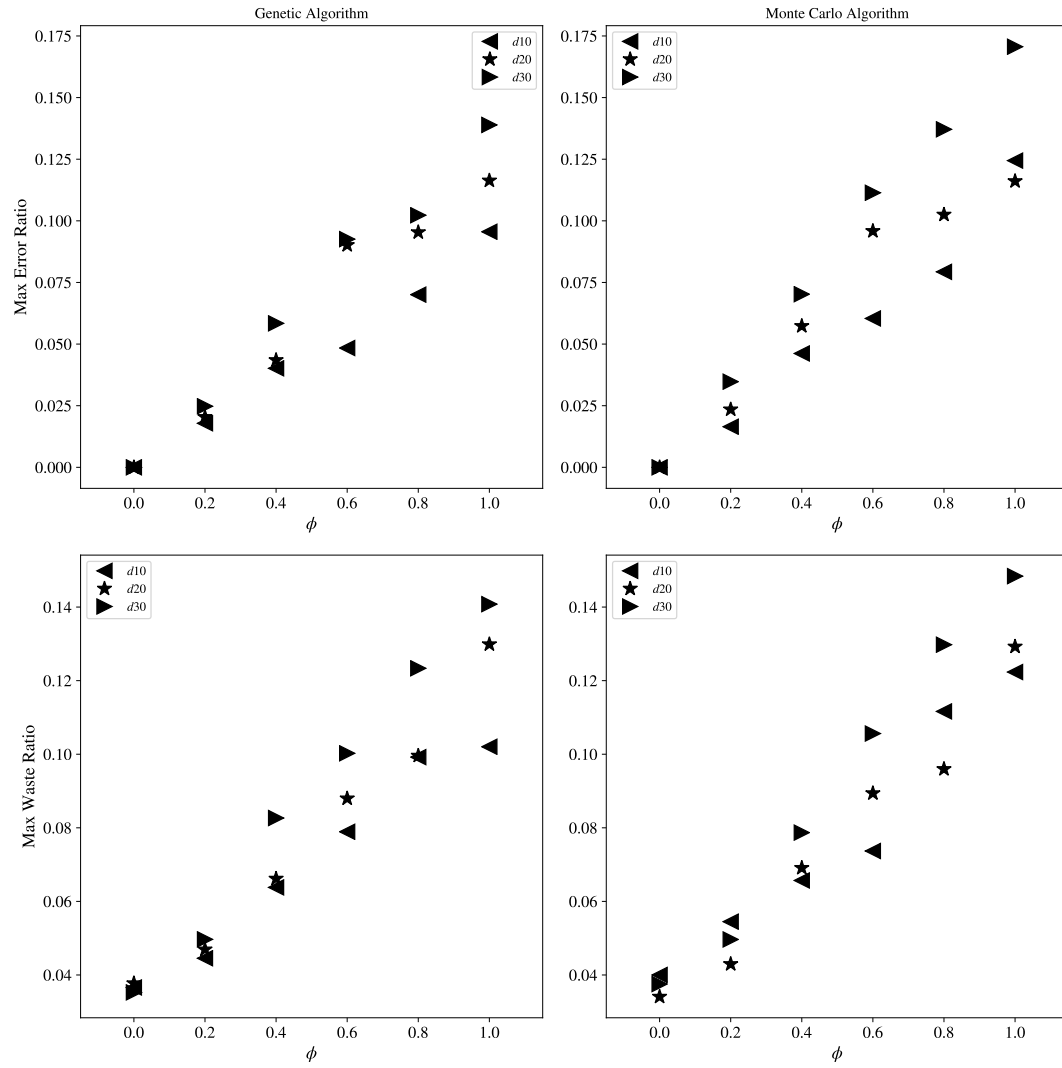 Genetic Algorithm
Max Error Ratio
0.175
0.150
0.125
0.100
0.075
0.050
0.025
0.000
d10
d20
d30
0.0 0.2 0.4 0.6 0.8 1.0
ϕ
Monte Carlo Algorithm
0.175
0.150
0.125
0.100
0.075
0.050
0.025
0.000
d10
d20
d30
0.0 0.2 0.4 0.6 0.8 1.0
ϕ
Max Waste Ratio
0.14
0.12
0.10
0.08
0.06
0.04
d10
d20
d30
0.0 0.2 0.4 0.6 0.8 1.0
ϕ
0.14
0.12
0.10
0.08
0.06
0.04
d10
d20
d30
0.0 0.2 0.4 0.6 0.8 1.0
ϕ